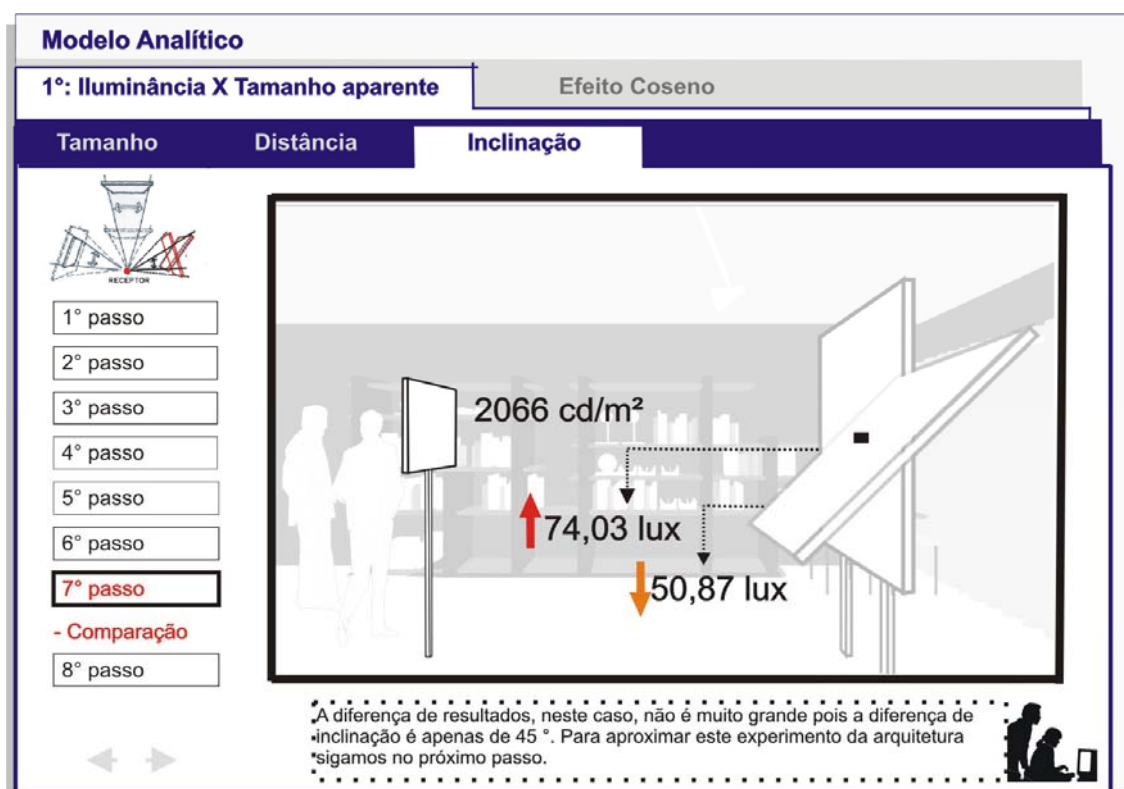 Modelo Analítico
1°: Iluminância X Tamanho aparente
Efeito Coseno
Tamanho
Distância
Inclinação
RECEPTOR
1° passo
2° passo
3° passo
4° passo
5° passo
6° passo
7° passo
- Comparação
8° passo
2066 cd/m²
74,03 lux
50,87 lux
A diferença de resultados, neste caso, não é muito grande pois a diferença de
inclinação é apenas de 45 °. Para aproximar este experimento da arquitetura
sigamos no próximo passo.